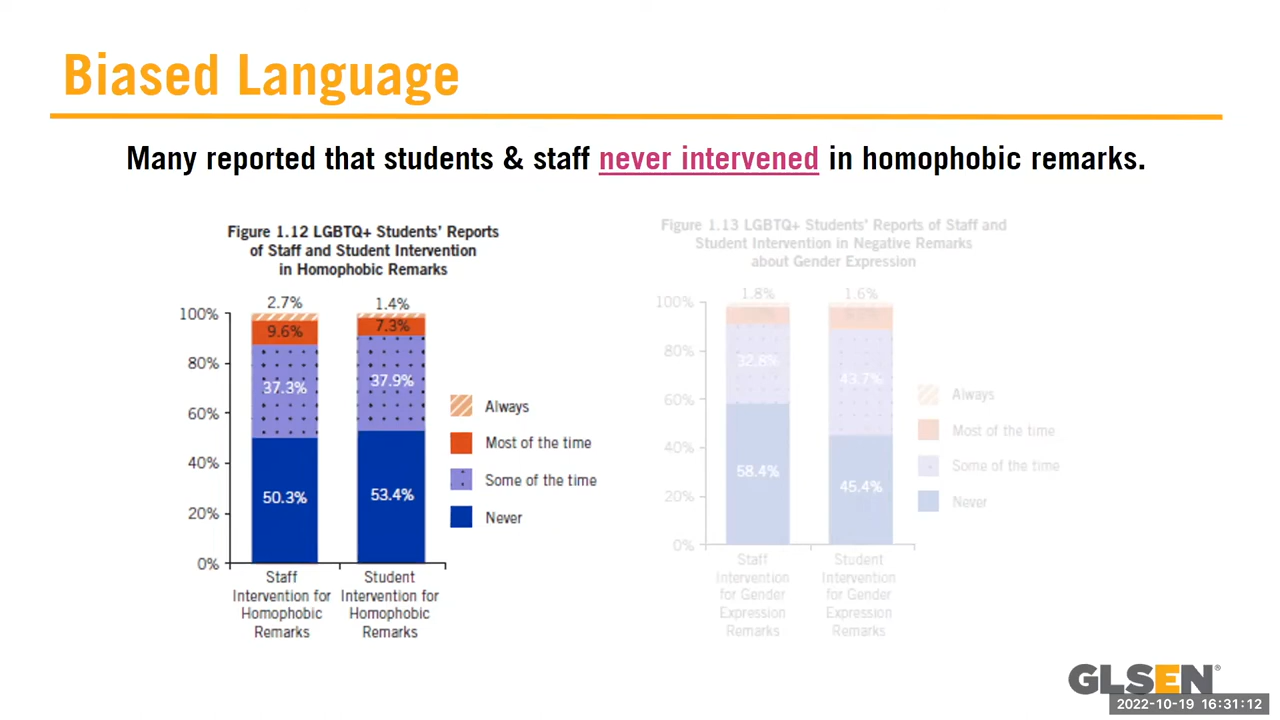 Biased Language
Many reported that students & staff never intervened in homophobic remarks.
Figure 1.12 LGBTQ+ Students' Reports
of Staff and Student Intervention
in Homophobic Remarks
2.7%
1.4%
100%
9.6%
7.3%
80%
37.3%
37.9%
60%
40%
50.3%
53.4%
20%
0%
Always
Most of the time
Some of the time
Never
Staff
Intervention for
Homophobic
Remarks
Student
Intervention for
Homophobic
Remarks
Figure 1.13 LGBTQ+ Students' Reports of Staff and
Student Intervention in Negative Remarks
about Gender Expression
1.8%
1.6%
100%
80%
32.8%
43.7%
60%
40%
58.4%
45.4%
20%
0%
Always
Most of the time
Some of the time
Never
Staff
Intervention
for Gender
Expression
Remarks
Student
Intervention
for Gender
Expression
Remarks
GLSEN®
2022-10-19 16:31:12